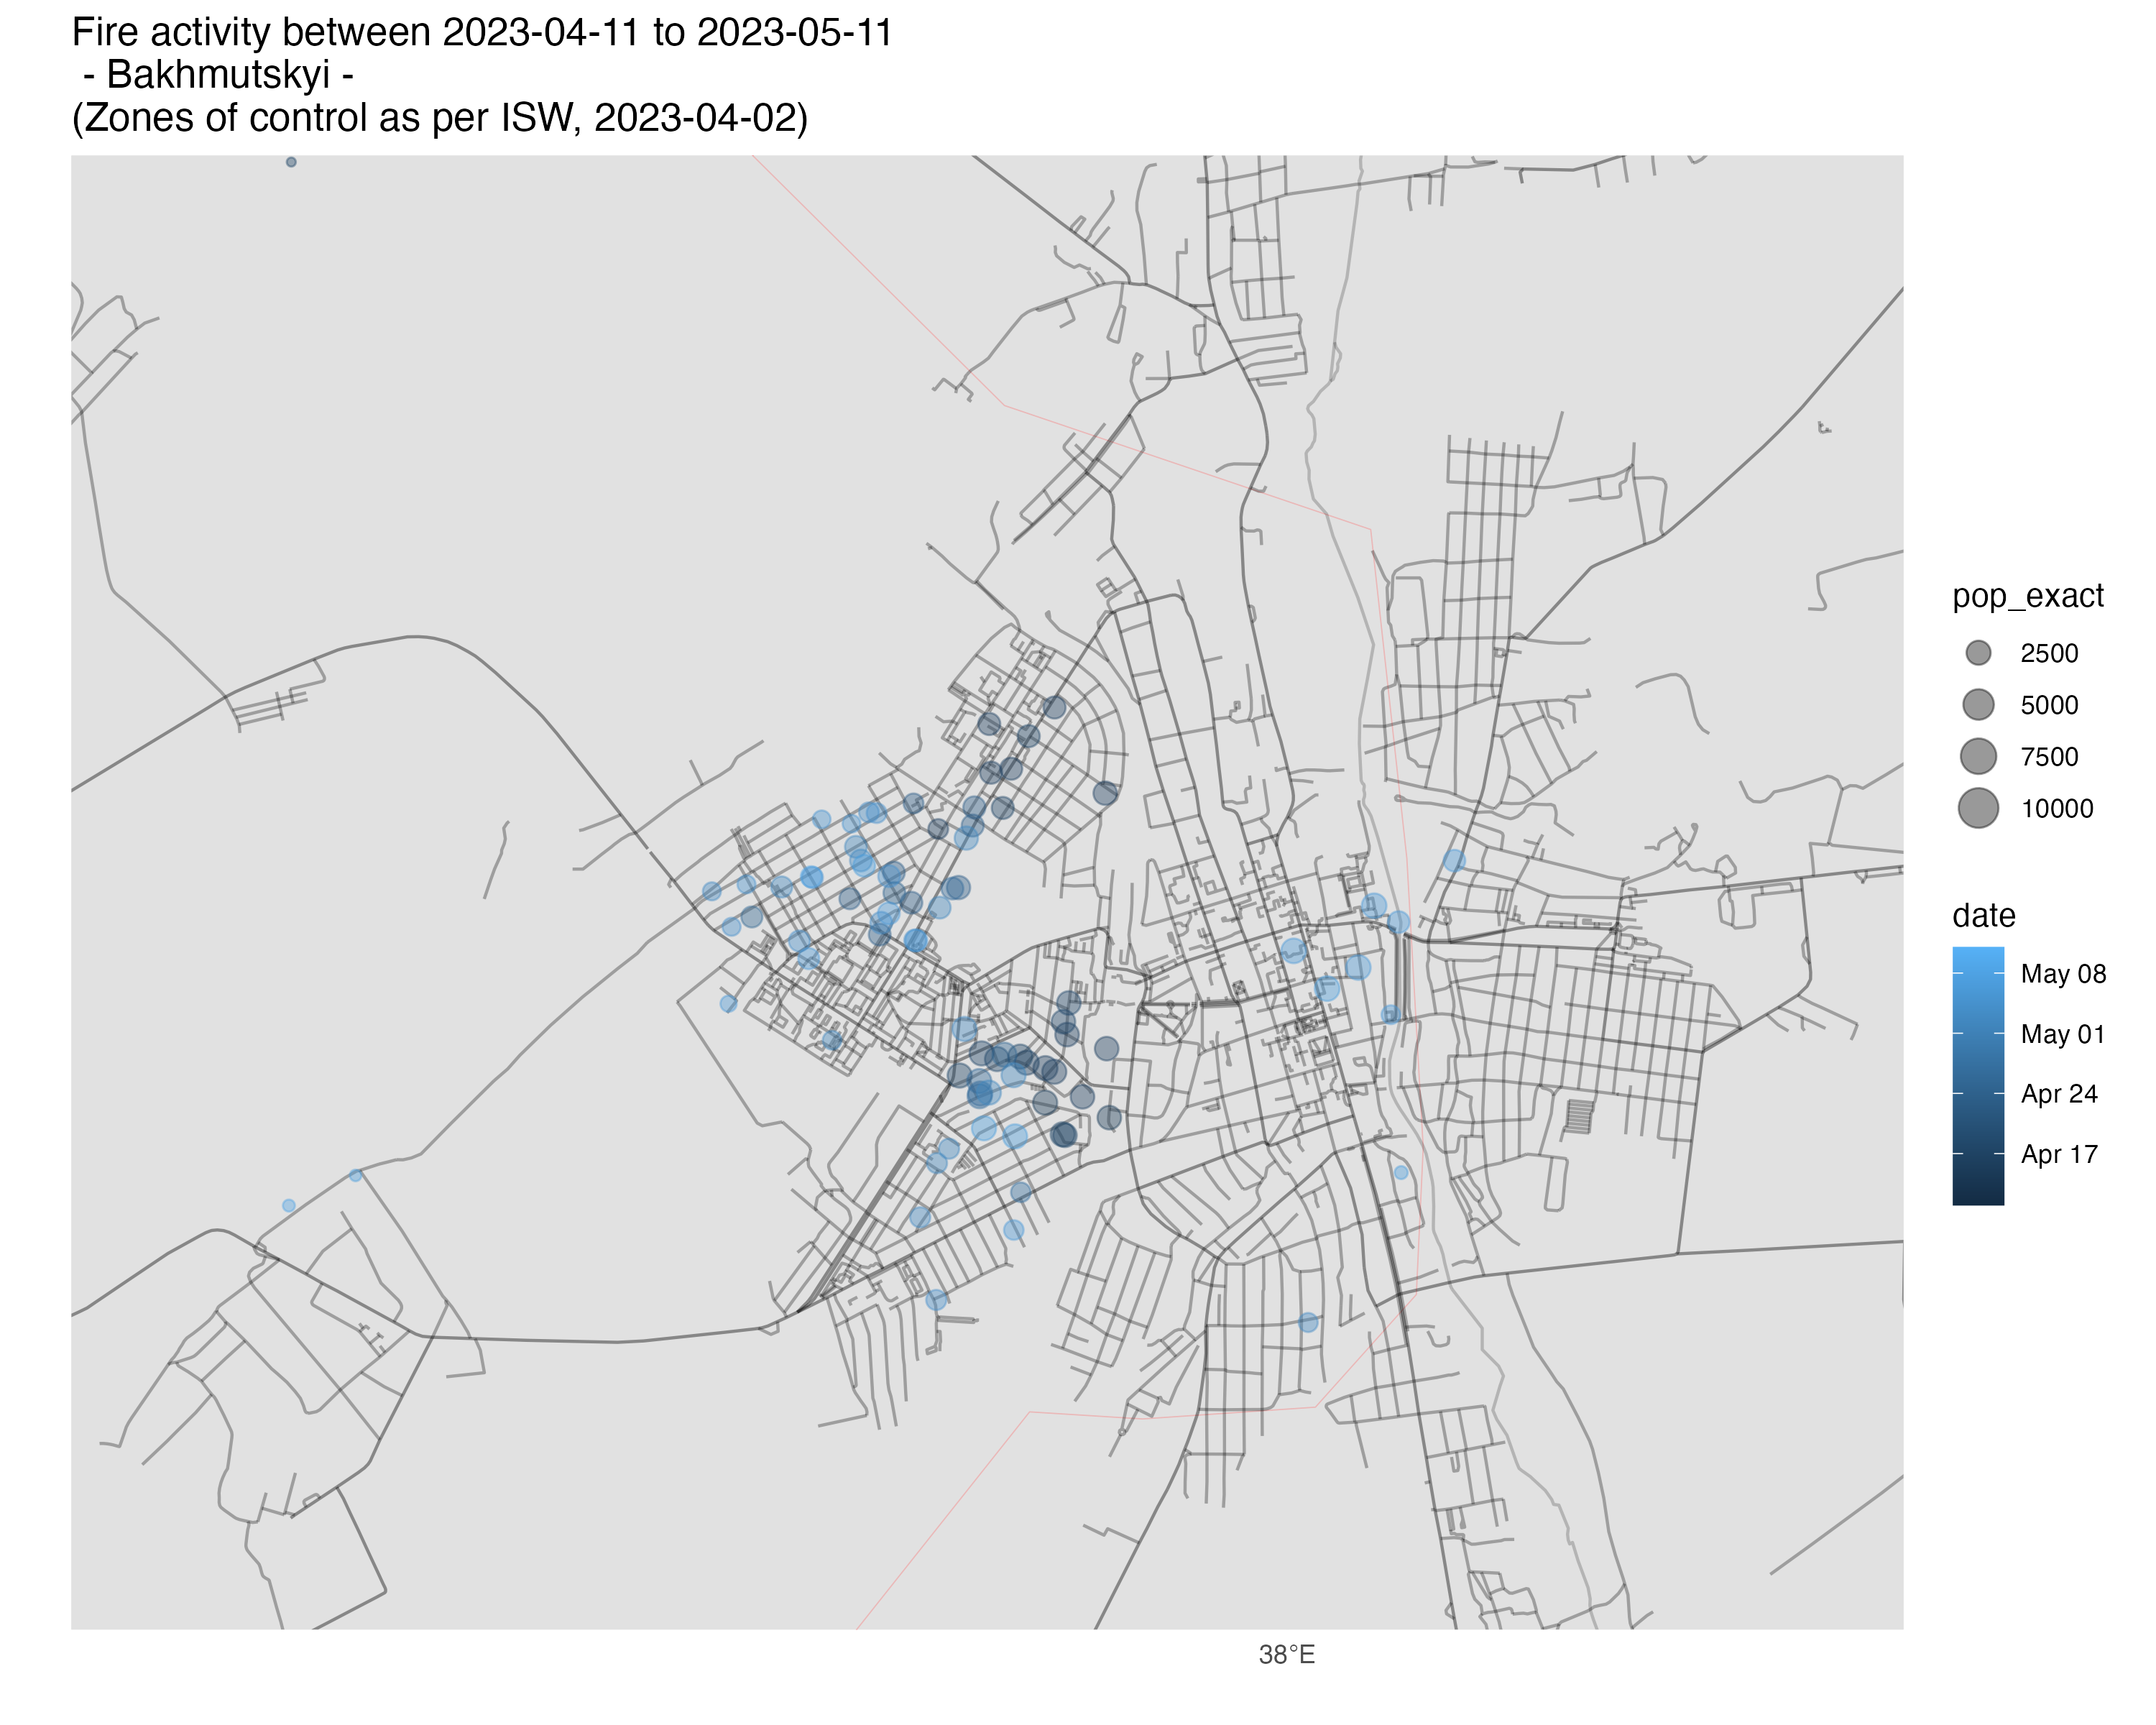 Fire activity between 2023-04-11 to 2023-05-11
- Bakhmutskyi -
(Zones of control as per ISW, 2023-04-02)
pop_exact
2500
5000
7500
10000
date
May 08
May 01
Apr 24
Apr 17
38°E